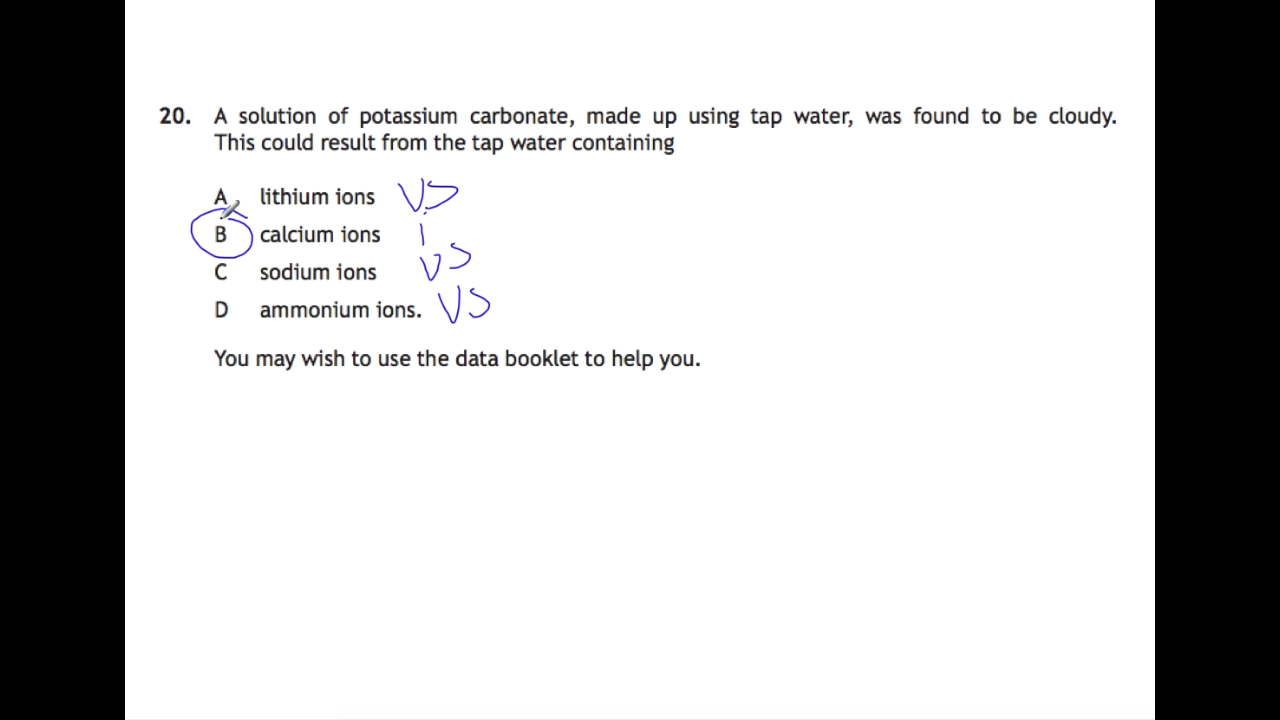 20. A solution of potassium carbonate, made up using tap water, was found to be cloudy.
This could result from the tap water containing
A lithium ions VS
B calcium ions i
C sodium ions VS
D ammonium ions. VS
You may wish to use the data booklet to help you.